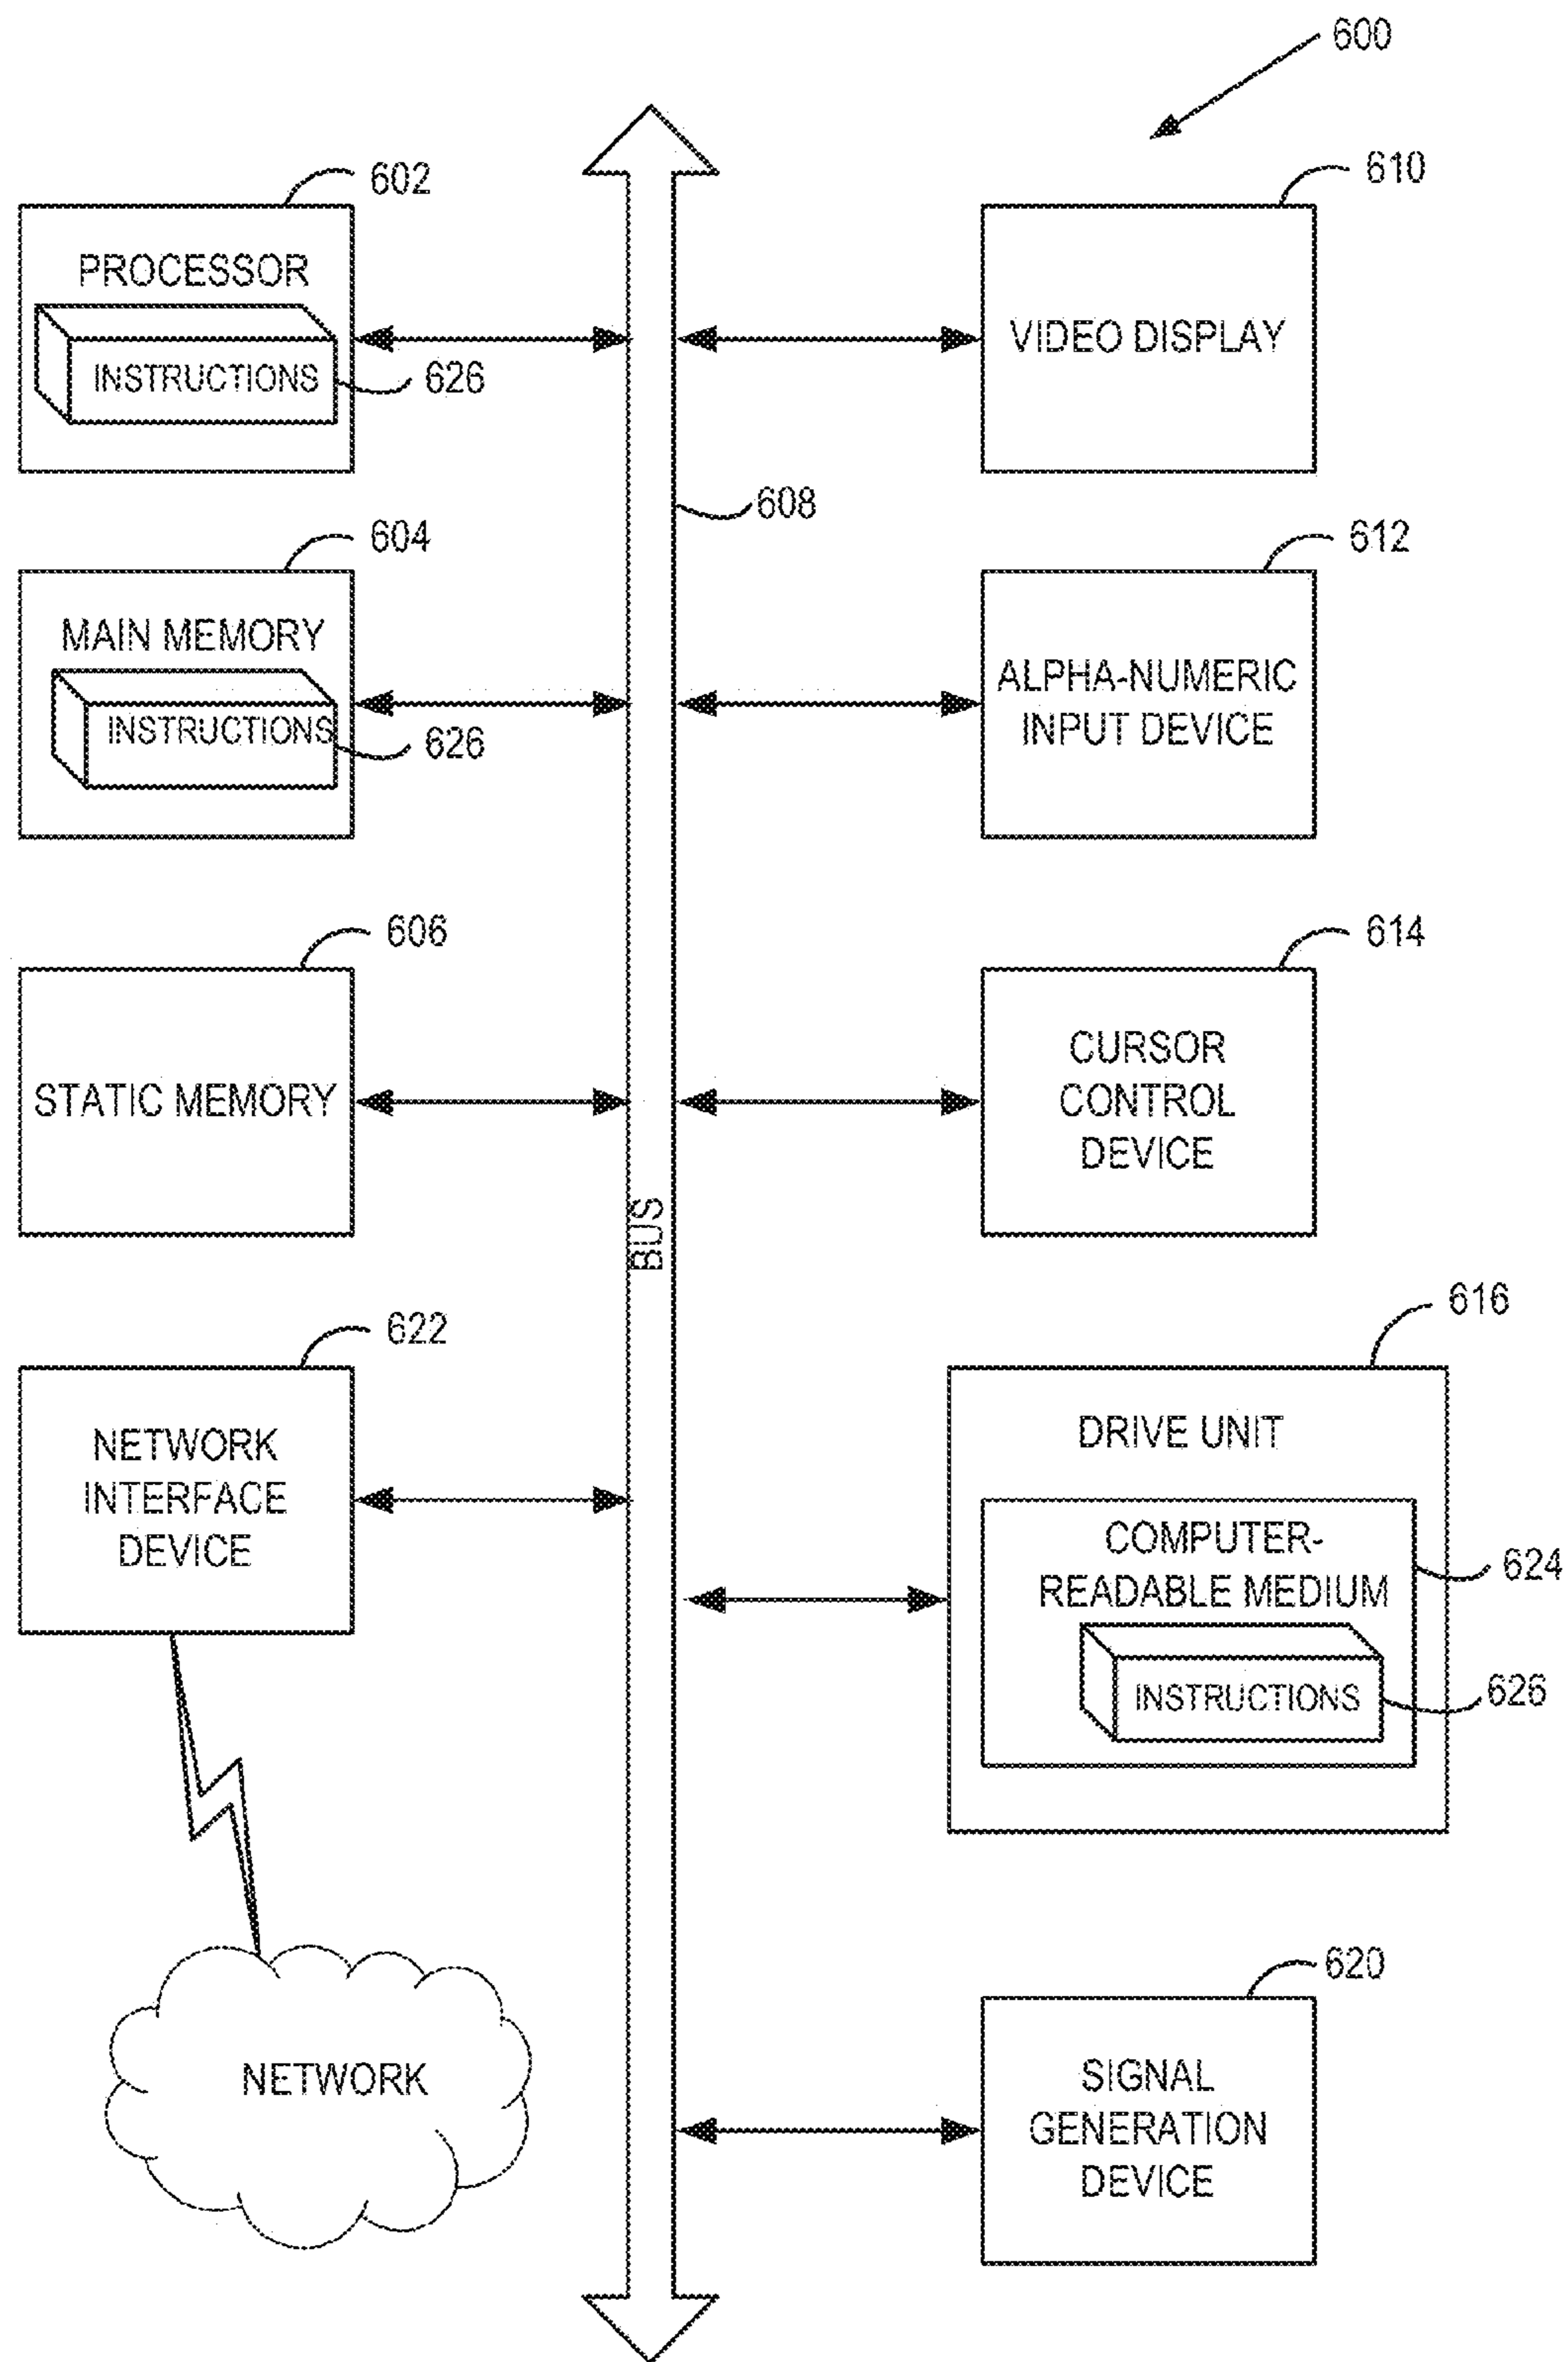 600
602
PROCESSOR
INSTRUCTIONS
626
604
MAIN MEMORY
INSTRUCTIONS
626
606
STATIC MEMORY
622
NETWORK
INTERFACE
DEVICE
NETWORK
608
BUS
610
VIDEO DISPLAY
612
ALPHA-NUMERIC
INPUT DEVICE
614
CURSOR
CONTROL
DEVICE
616
DRIVE UNIT
COMPUTER-
READABLE MEDIUM
624
INSTRUCTIONS
626
620
SIGNAL
GENERATION
DEVICE